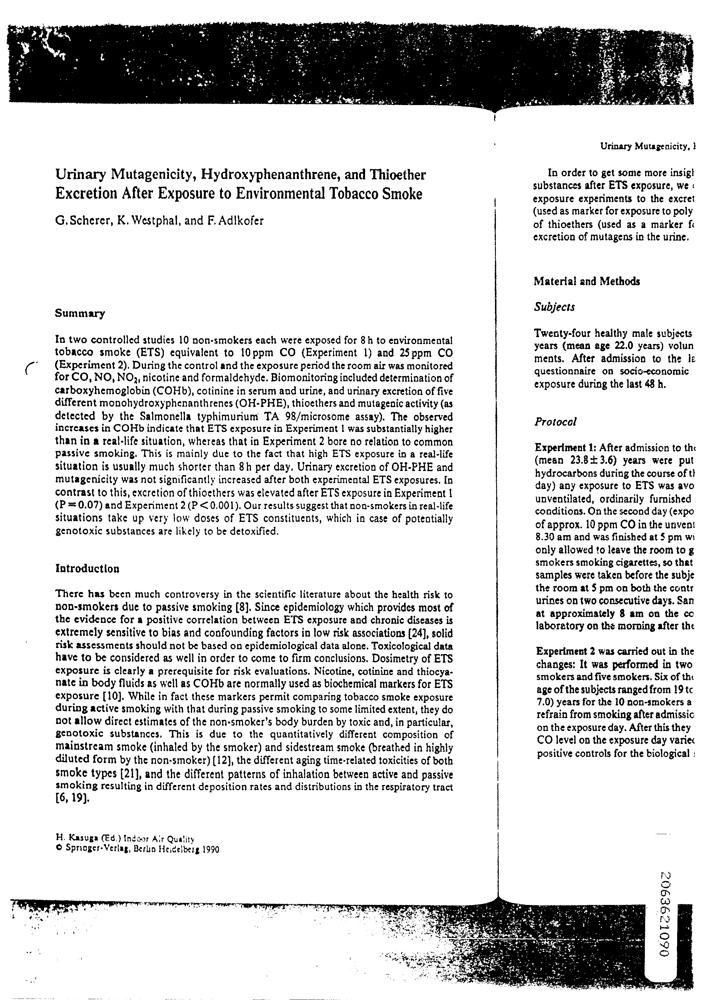 Urinary Mutagenicity, Hydroxyphenanthrene, and Thioether
Excretion After Exposure to Environmental Tobacco Smoke
G. Scherer, K. Westphal, and F. Adlkofer
Summary
In two controlled studies 10 non-smokers each were exposed for 8 h to environmental
tobacco smoke (ETS) equivalent to 10 ppm CO (Experiment 1) and 25 ppm CO
(Experiment 2). During the control and the exposure period the room air was monitored
for CO, NO, NO₂, nicotine and formaldehyde. Biomonitoring included determination of
carboxyhemoglobin (COHb), cotinine in serum and urine, and urinary excretion of five
different monohydroxyphenanthrenes (OH-PHE), thioethers and mutagenic activity (as
detected by the Salmonella typhimurium TA 98/microsome assay). The observed
increases in COHb indicate that ETS exposure in Experiment 1 was substantially higher
than in a real-life situation, whereas that in Experiment 2 bore no relation to common
passive smoking. This is mainly due to the fact that high ETS exposure in a real-life
situation is usually much shorter than 8 h per day. Urinary excretion of OH-PHE and
mutagenicity was not significantly increased after both experimental ETS exposures. In
contrast to this, excretion of thioethers was elevated after ETS exposure in Experiment 1
(P = 0.07) and Experiment 2 (P < 0.001). Our results suggest that non-smokers in real-life
situations take up very low doses of ETS constituents, which in case of potentially
genotoxic substances are likely to be detoxified.
Introduction
There has been much controversy in the scientific literature about the health risk to
non-smokers due to passive smoking [8]. Since epidemiology which provides most of
the evidence for a positive correlation between ETS exposure and chronic diseases is
extremely sensitive to bias and confounding factors in low risk associations [24], solid
risk assessments should not be based on epidemiological data alone. Toxicological data
have to be considered as well in order to come to firm conclusions. Dosimetry of ETS
exposure is clearly a prerequisite for risk evaluations. Nicotine, cotinine and thiocya-
nate in body fluids as well as COHb are normally used as biochemical markers for ETS
exposure [10]. While in fact these markers permit comparing tobacco smoke exposure
during active smoking with that during passive smoking to some limited extent, they do
not allow direct estimates of the non-smoker's body burden by toxic and, in particular,
genotoxic substances. This is due to the quantitatively different composition of
mainstream smoke (inhaled by the smoker) and sidestream smoke (breathed in highly
diluted form by the non-smoker) [12], the different aging time-related toxicities of both
smoke types [21], and the different patterns of inhalation between active and passive
smoking resulting in different deposition rates and distributions in the respiratory tract
[6, 19].
H. Kasuga (Ed.) Indoor Air Quality
© Springer-Verlag, Berlin Heidelberg 1990
Urinary Mutagenicity,
In order to get some more insigl
substances after ETS exposure, we
exposure experiments to the excret
(used as marker for exposure to poly
of thioethers (used as a marker fo
excretion of mutagens in the urine.
Material and Methods
Subjects
Twenty-four healthy male subjects
years (mean age 22.0 years) volun
ments. After admission to the la
questionnaire on socio-economic
exposure during the last 48 h.
Protocol
Experiment 1: After admission to the
(mean 23.8 ± 3.6) years were put
hydrocarbons during the course of tl
day) any exposure to ETS was avo
unventilated, ordinarily furnished
conditions. On the second day (expo
of approx. 10 ppm CO in the unvent
8.30 am and was finished at 5 pm wi
only allowed to leave the room to g
smokers smoking cigarettes, so that
samples were taken before the subje
the room at 5 pm on both the contr
urines on two consecutive days. San
at approximately 8 am on the cc
laboratory on the morning after the
Experiment 2 was carried out in the
changes: It was performed in two
smokers and five smokers. Six of the
age of the subjects ranged from 19 tc
7.0) years for the 10 non-smokers a
refrain from smoking after admissic
on the exposure day. After this they
CO level on the exposure day varied
positive controls for the biological
2063621090